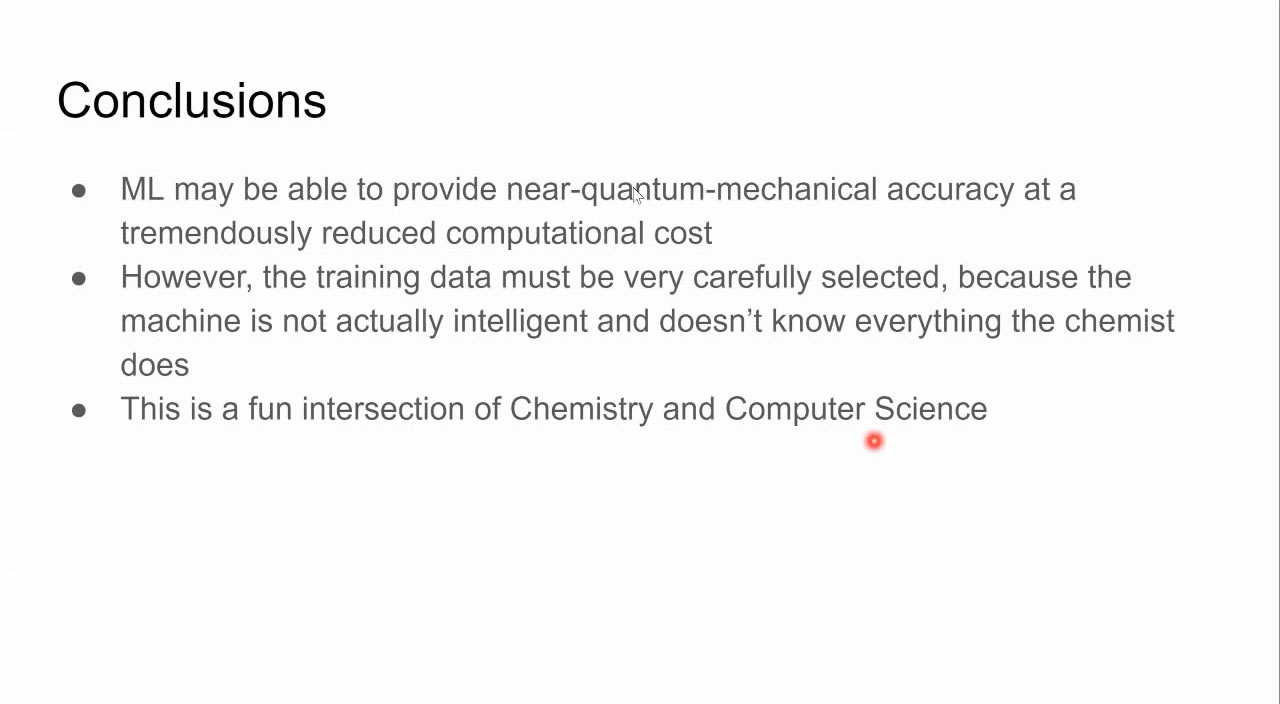 Conclusions
● ML may be able to provide near-quantum-mechanical accuracy at a
tremendously reduced computational cost
● However, the training data must be very carefully selected, because the
machine is not actually intelligent and doesn’t know everything the chemist
does
● This is a fun intersection of Chemistry and Computer Science